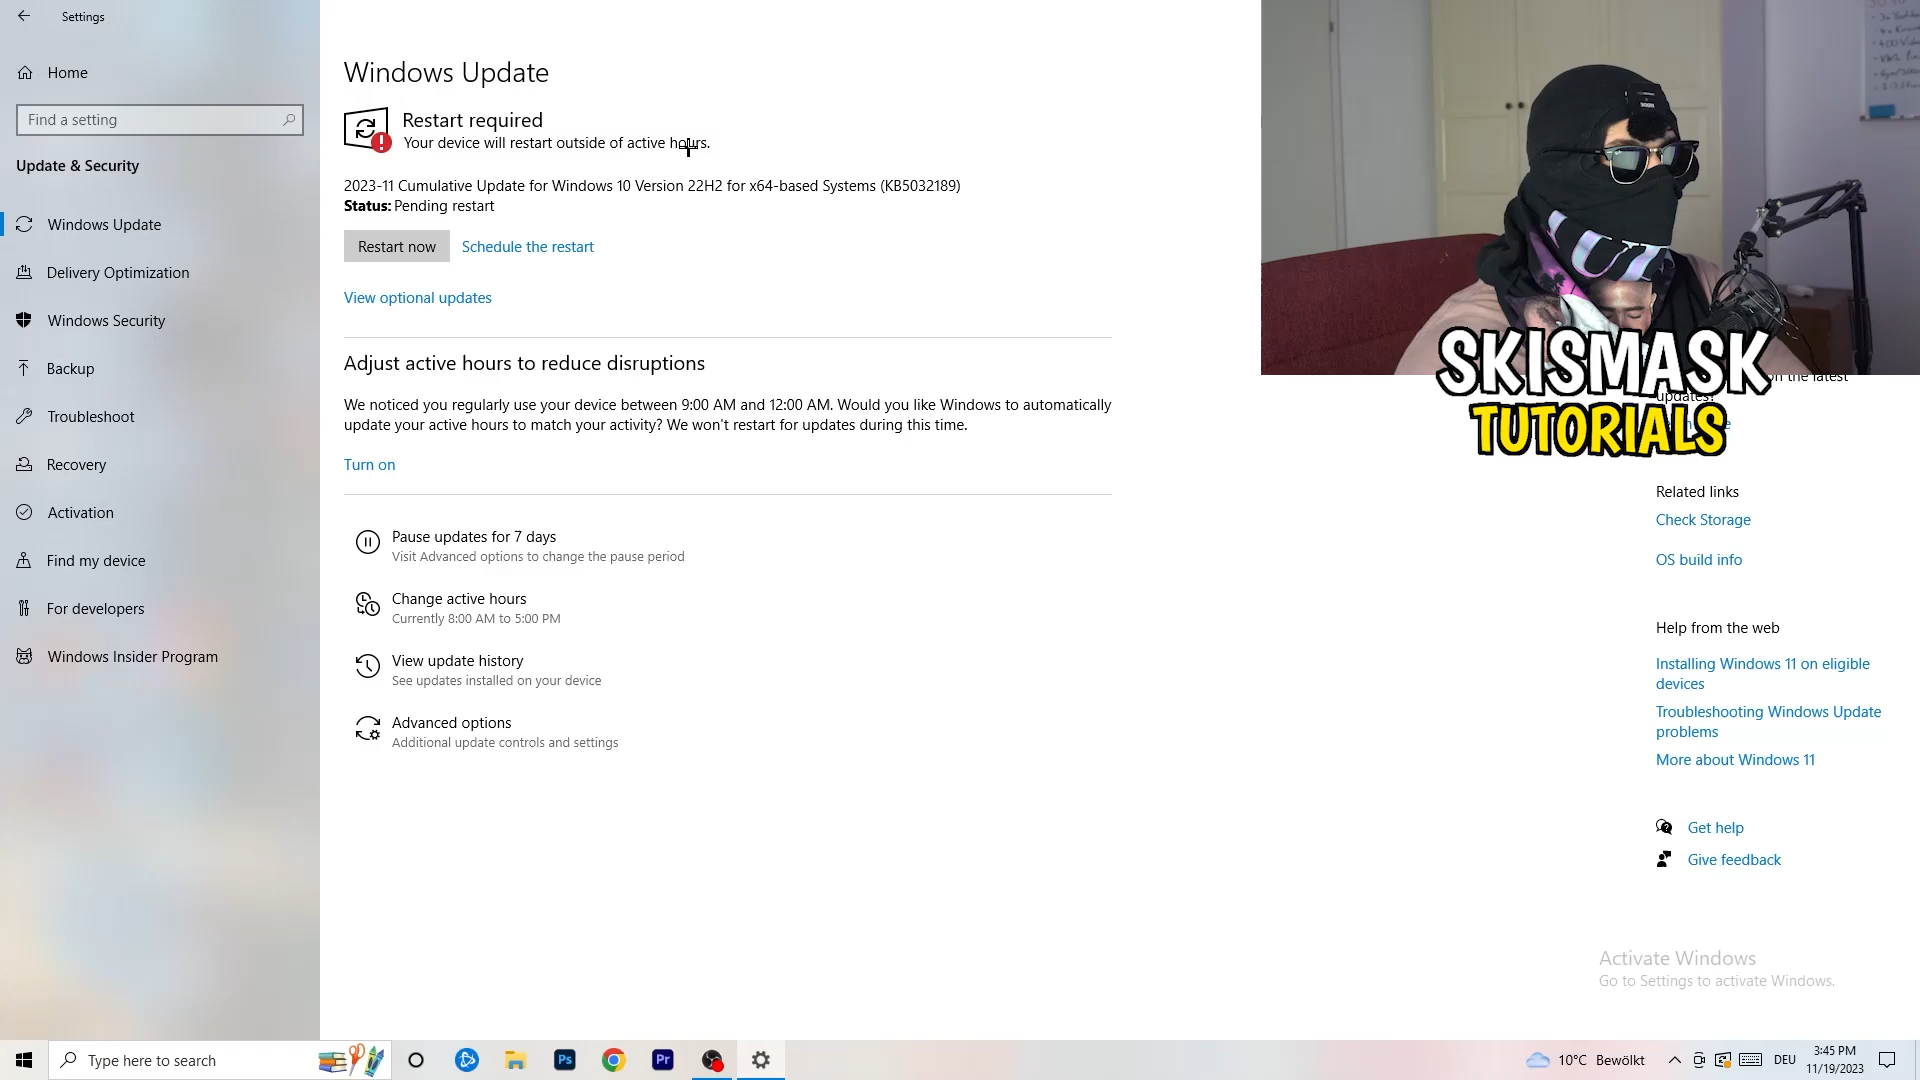 Settings
Home
Find a setting
Update & Security
Windows Update
Delivery Optimization
Windows Security
Backup
Troubleshoot
Recovery
Activation
Find my device
For developers
Windows Insider Program
Windows Update
Restart required
Your device will restart outside of active hours.
2023-11 Cumulative Update for Windows 10 Version 22H2 for x64-based Systems (KB5032189)
Status: Pending restart
Restart now
Schedule the restart
View optional updates
Adjust active hours to reduce disruptions
We noticed you regularly use your device between 9:00 AM and 12:00 AM. Would you like Windows to automatically
update your active hours to match your activity? We won't restart for updates during this time.
Turn on
Pause updates for 7 days
Visit Advanced options to change the pause period
Change active hours
Currently 8:00 AM to 5:00 PM
View update history
See updates installed on your device
Advanced options
Additional update controls and settings
SKISMASK
TUTORIALS
on the latest
updates?
Related links
Check Storage
OS build info
Help from the web
Installing Windows 11 on eligible
devices
Troubleshooting Windows Update
problems
More about Windows 11
Get help
Give feedback
Activate Windows
Go to Settings to activate Windows.
Type here to search
Ps
Pr
10°C Bewölkt
DEU
3:45 PM
11/19/2023